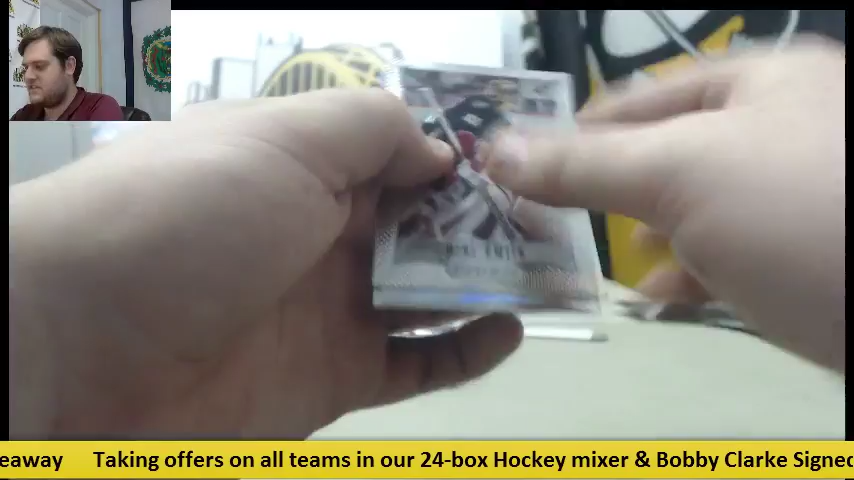 eaway Taking offers on all teams in our 24-box Hockey mixer & Bobby Clarke Signed